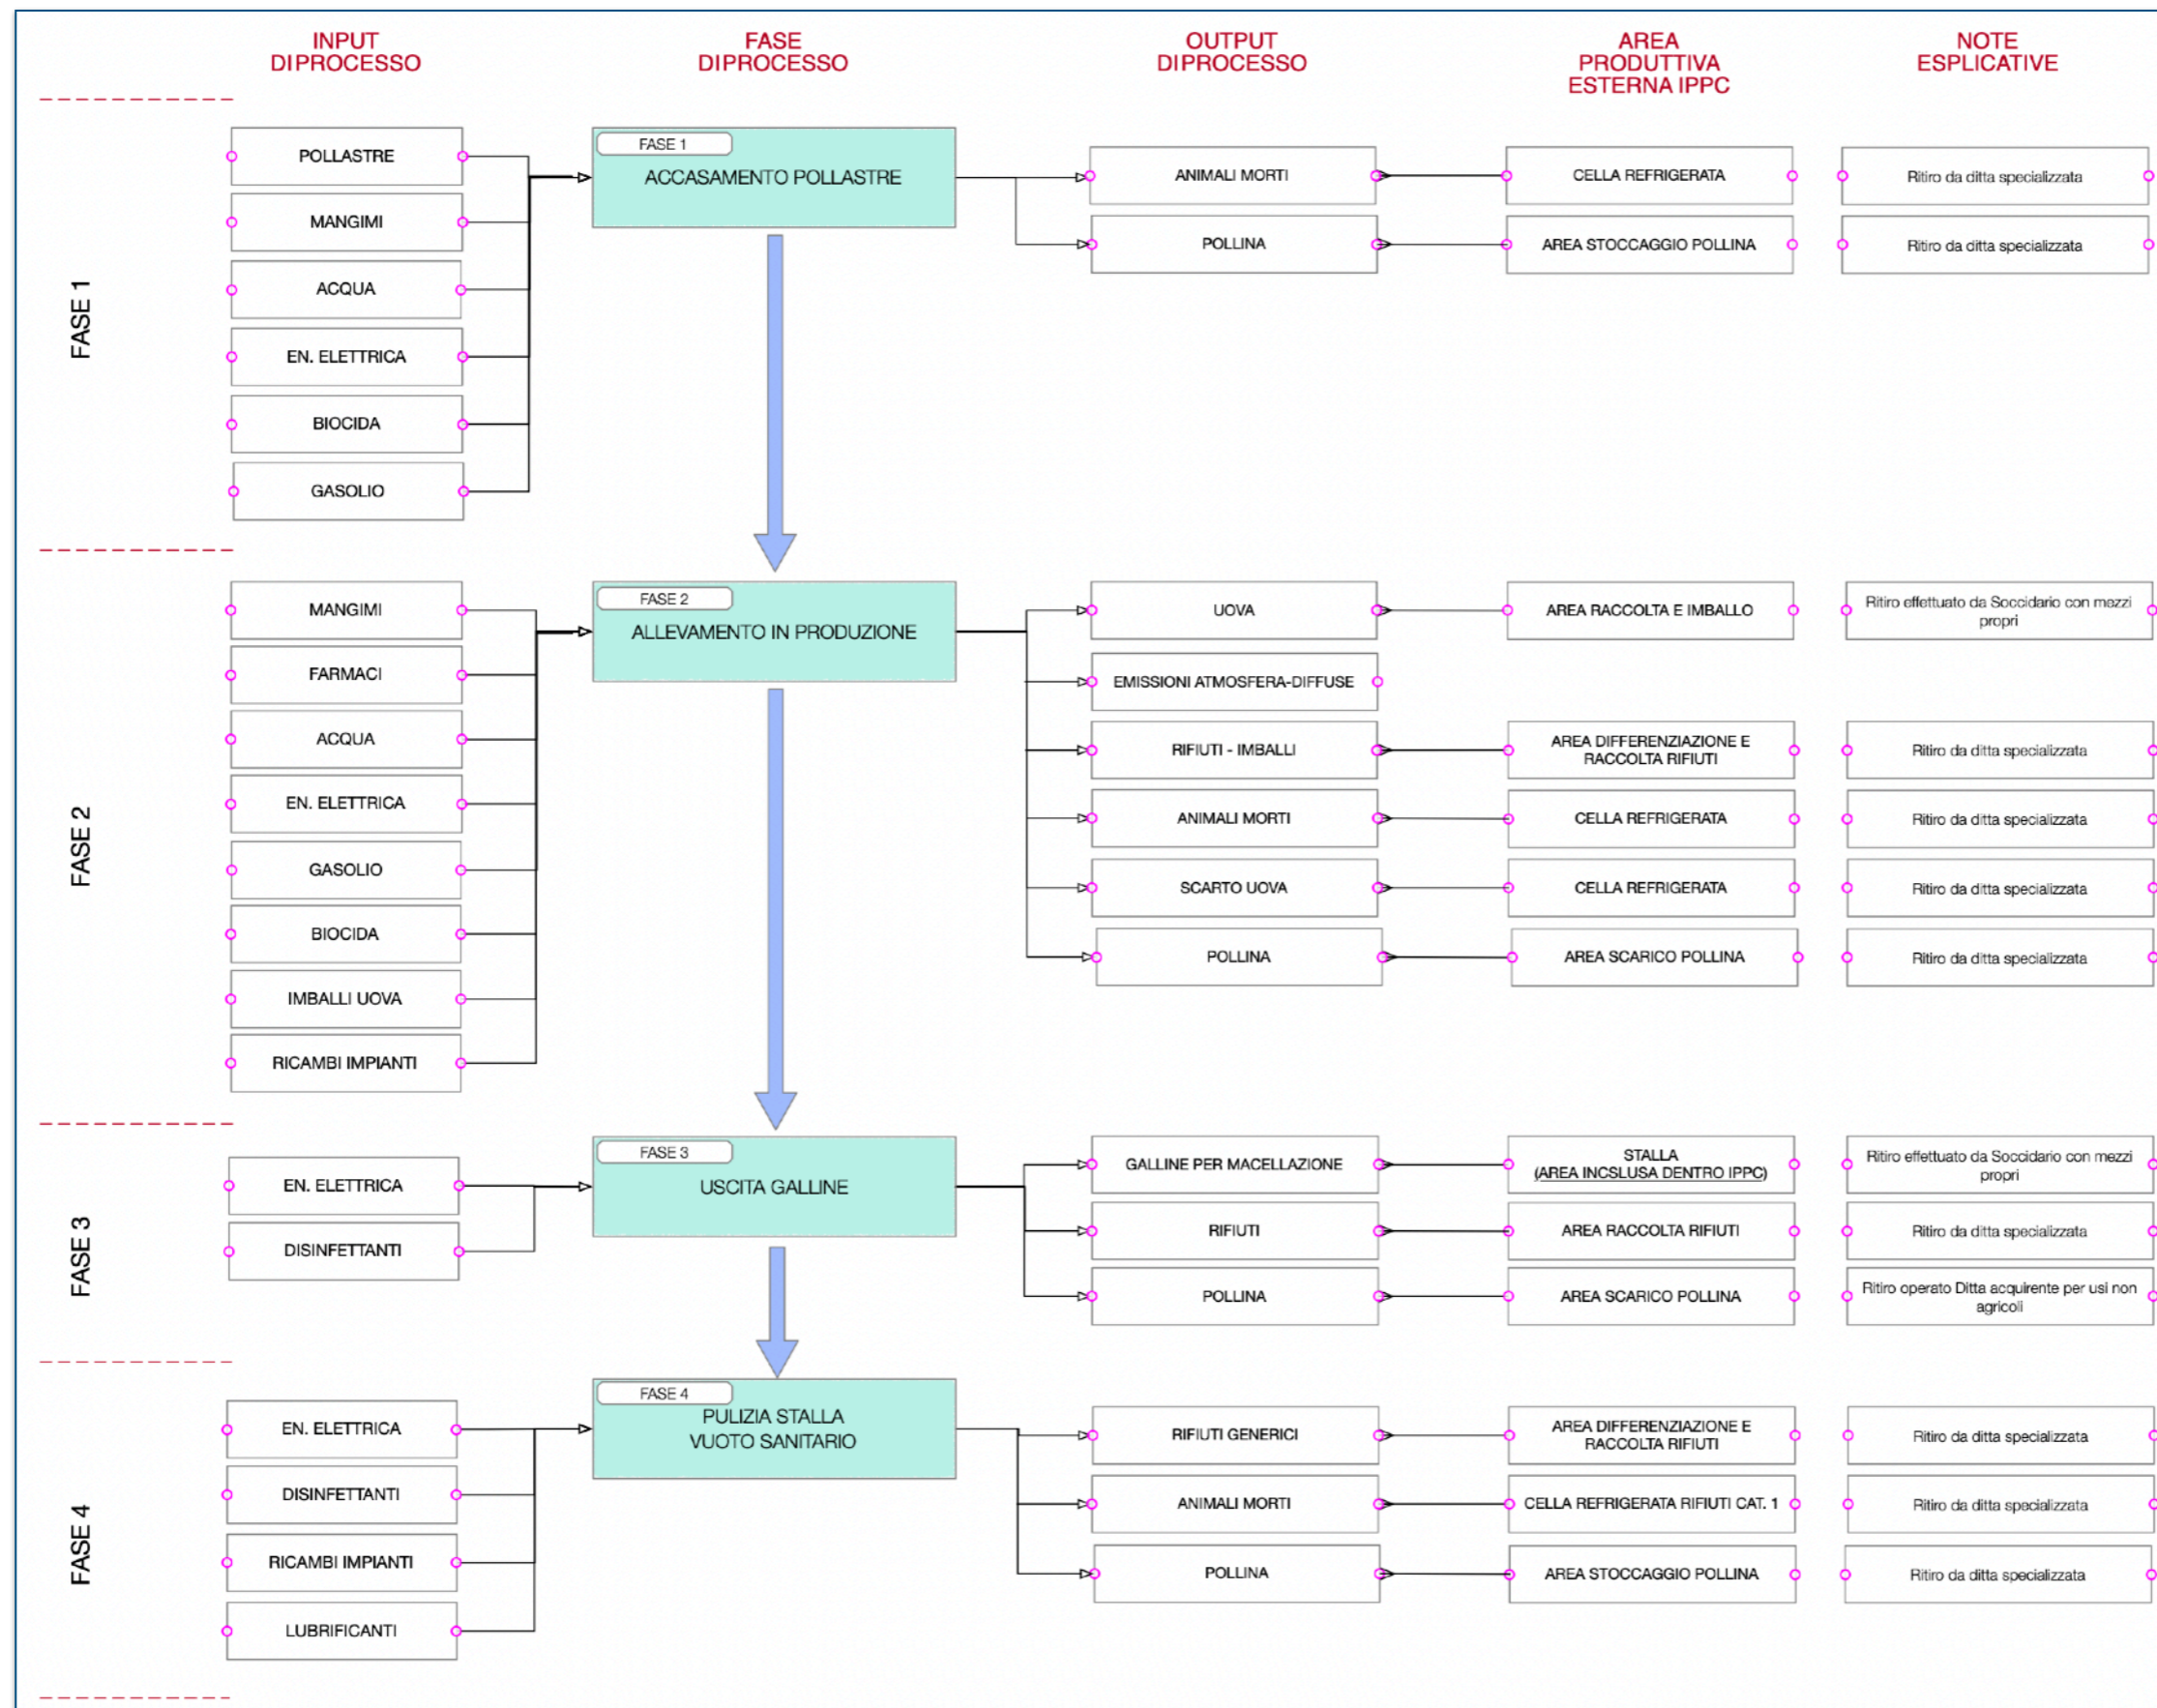 INPUT
DIPROCESSO
FASE
DIPROCESSO
OUTPUT
DIPROCESSO
AREA
PRODUTTIVA
ESTERNA IPPC
NOTE
ESPLICATIVE
FASE 1
POLLASTRE
MANGIMI
ACQUA
EN. ELETTRICA
BIOCIDA
GASOLIO
FASE 1
ACCASAMENTO POLLASTRE
ANIMALI MORTI
CELLA REFRIGERATA
Ritiro da ditta specializzata
POLLINA
AREA STOCCAGGIO POLLINA
Ritiro da ditta specializzata
FASE 2
MANGIMI
FARMACI
ACQUA
EN. ELETTRICA
GASOLIO
BIOCIDA
IMBALLI UOVA
RICAMBI IMPIANTI
FASE 2
ALLEVAMENTO IN PRODUZIONE
UOVA
AREA RACCOLTA E IMBALLO
Ritiro effettuato da Soccidario con mezzi
propri
EMISSIONI ATMOSFERA-DIFFUSE
RIFIUTI - IMBALLI
AREA DIFFERENZIAZIONE E
RACCOLTA RIFIUTI
Ritiro da ditta specializzata
ANIMALI MORTI
CELLA REFRIGERATA
Ritiro da ditta specializzata
SCARTO UOVA
CELLA REFRIGERATA
Ritiro da ditta specializzata
POLLINA
AREA SCARICO POLLINA
Ritiro da ditta specializzata
FASE 3
EN. ELETTRICA
DISINFETTANTI
FASE 3
USCITA GALLINE
GALLINE PER MACELLAZIONE
STALLA
(AREA INCSLUSA DENTRO IPPC)
Ritiro effettuato da Soccidario con mezzi
propri
RIFIUTI
AREA RACCOLTA RIFIUTI
Ritiro da ditta specializzata
POLLINA
AREA SCARICO POLLINA
Ritiro operato Ditta acquirente per usi non
agricoli
FASE 4
EN. ELETTRICA
DISINFETTANTI
RICAMBI IMPIANTI
LUBRIFICANTI
FASE 4
PULIZIA STALLA
VUOTO SANITARIO
RIFIUTI GENERICI
AREA DIFFERENZIAZIONE E
RACCOLTA RIFIUTI
Ritiro da ditta specializzata
ANIMALI MORTI
CELLA REFRIGERATA RIFIUTI CAT. 1
Ritiro da ditta specializzata
POLLINA
AREA STOCCAGGIO POLLINA
Ritiro da ditta specializzata